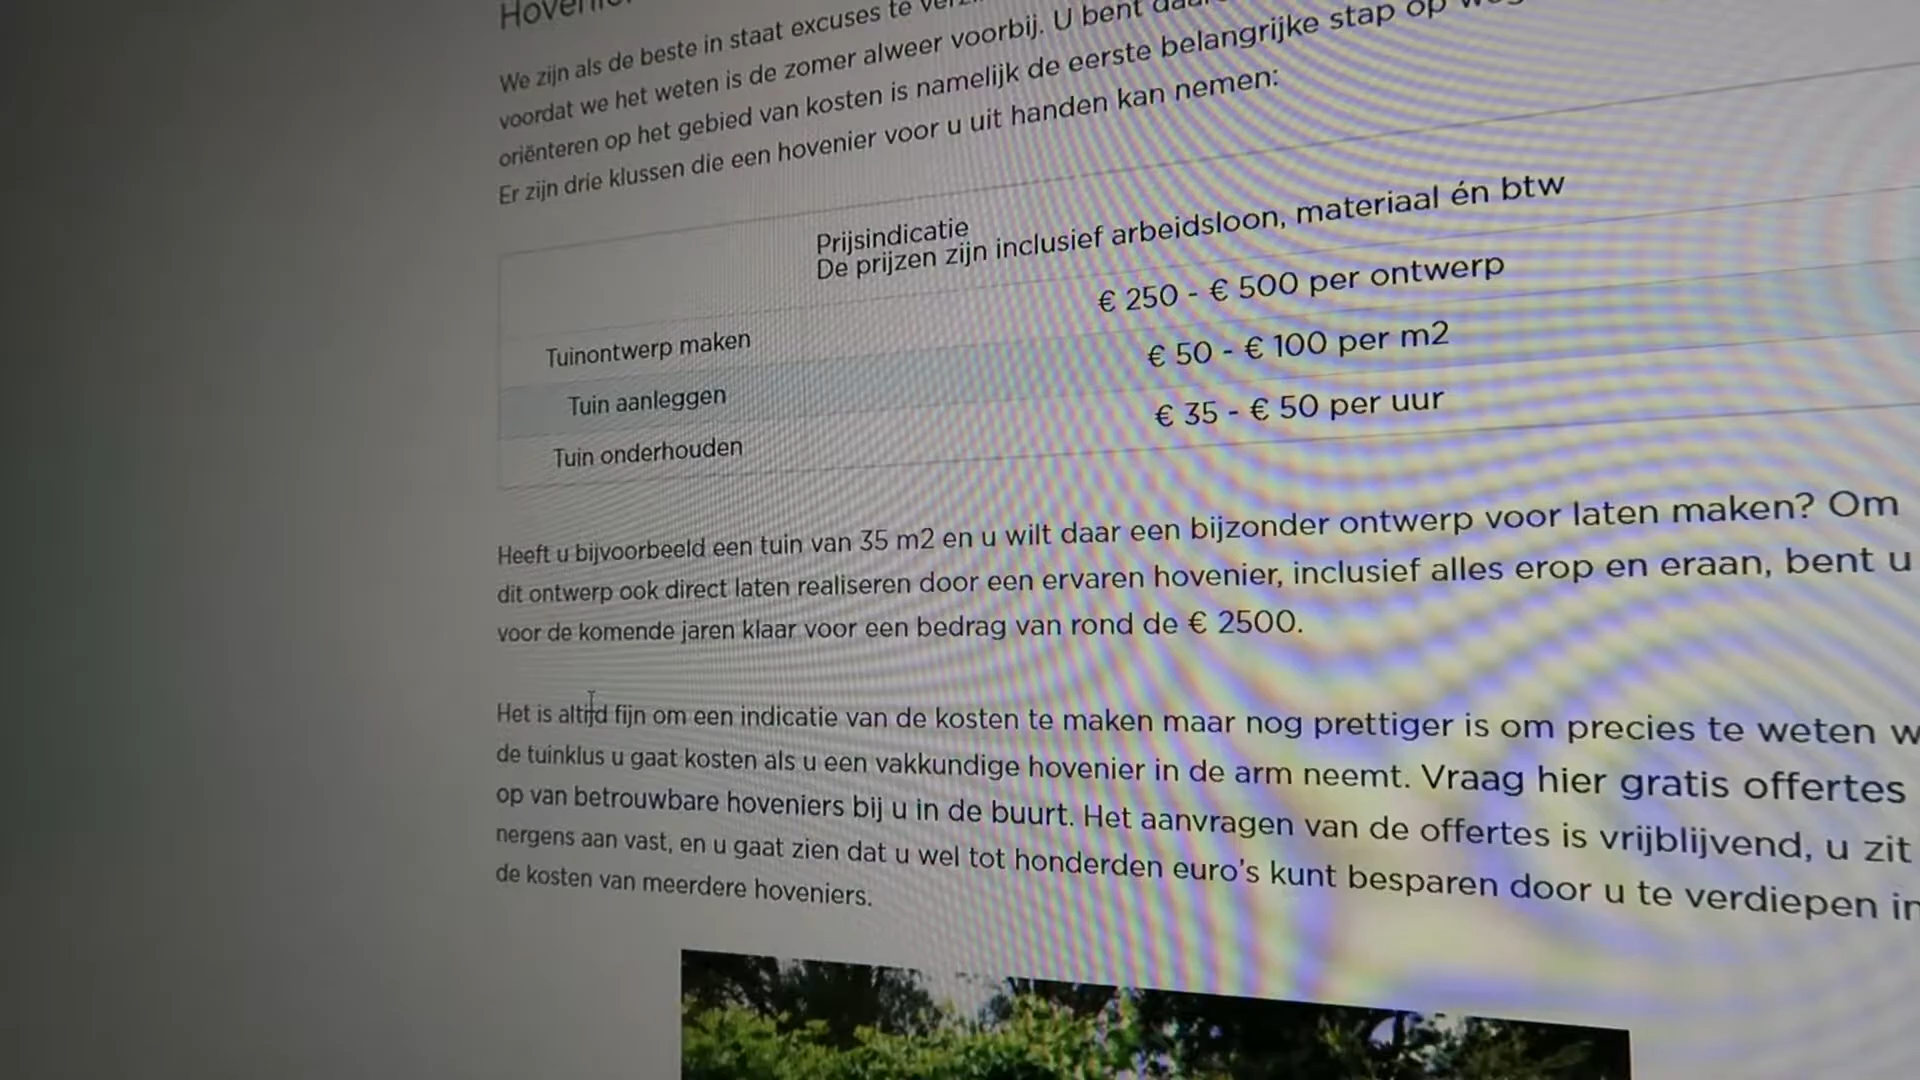 We zijn als de beste in staat excuses te
voordat we het weten is de zomer alweer voorbij. U bent
oriënteren op het gebied van kosten is namelijk de eerste belangrijke stap op
Er zijn drie klussen die een hovenier voor u uit handen kan nemen:
Prijsindicatie
De prijzen zijn inclusief arbeidsloon, materiaal én btw
Tuinontwerp maken € 250 - € 500 per ontwerp
Tuin aanleggen € 50 - € 100 per m2
Tuin onderhouden € 35 - € 50 per uur
Heeft u bijvoorbeeld een tuin van 35 m2 en u wilt daar een bijzonder ontwerp voor laten maken? Om
dit ontwerp ook direct laten realiseren door een ervaren hovenier, inclusief alles erop en eraan, bent u
voor de komende jaren klaar voor een bedrag van rond de € 2500.
Het is altijd fijn om een indicatie van de kosten te maken maar nog prettiger is om precies te weten
de tuinklus u gaat kosten als u een vakkundige hovenier in de arm neemt. Vraag hier gratis offertes
op van betrouwbare hoveniers bij u in de buurt. Het aanvragen van de offertes is vrijblijvend, u zit
nergens aan vast, en u gaat zien dat u wel tot honderden euro's kunt besparen door u te verdiepen in
de kosten van meerdere hoveniers.